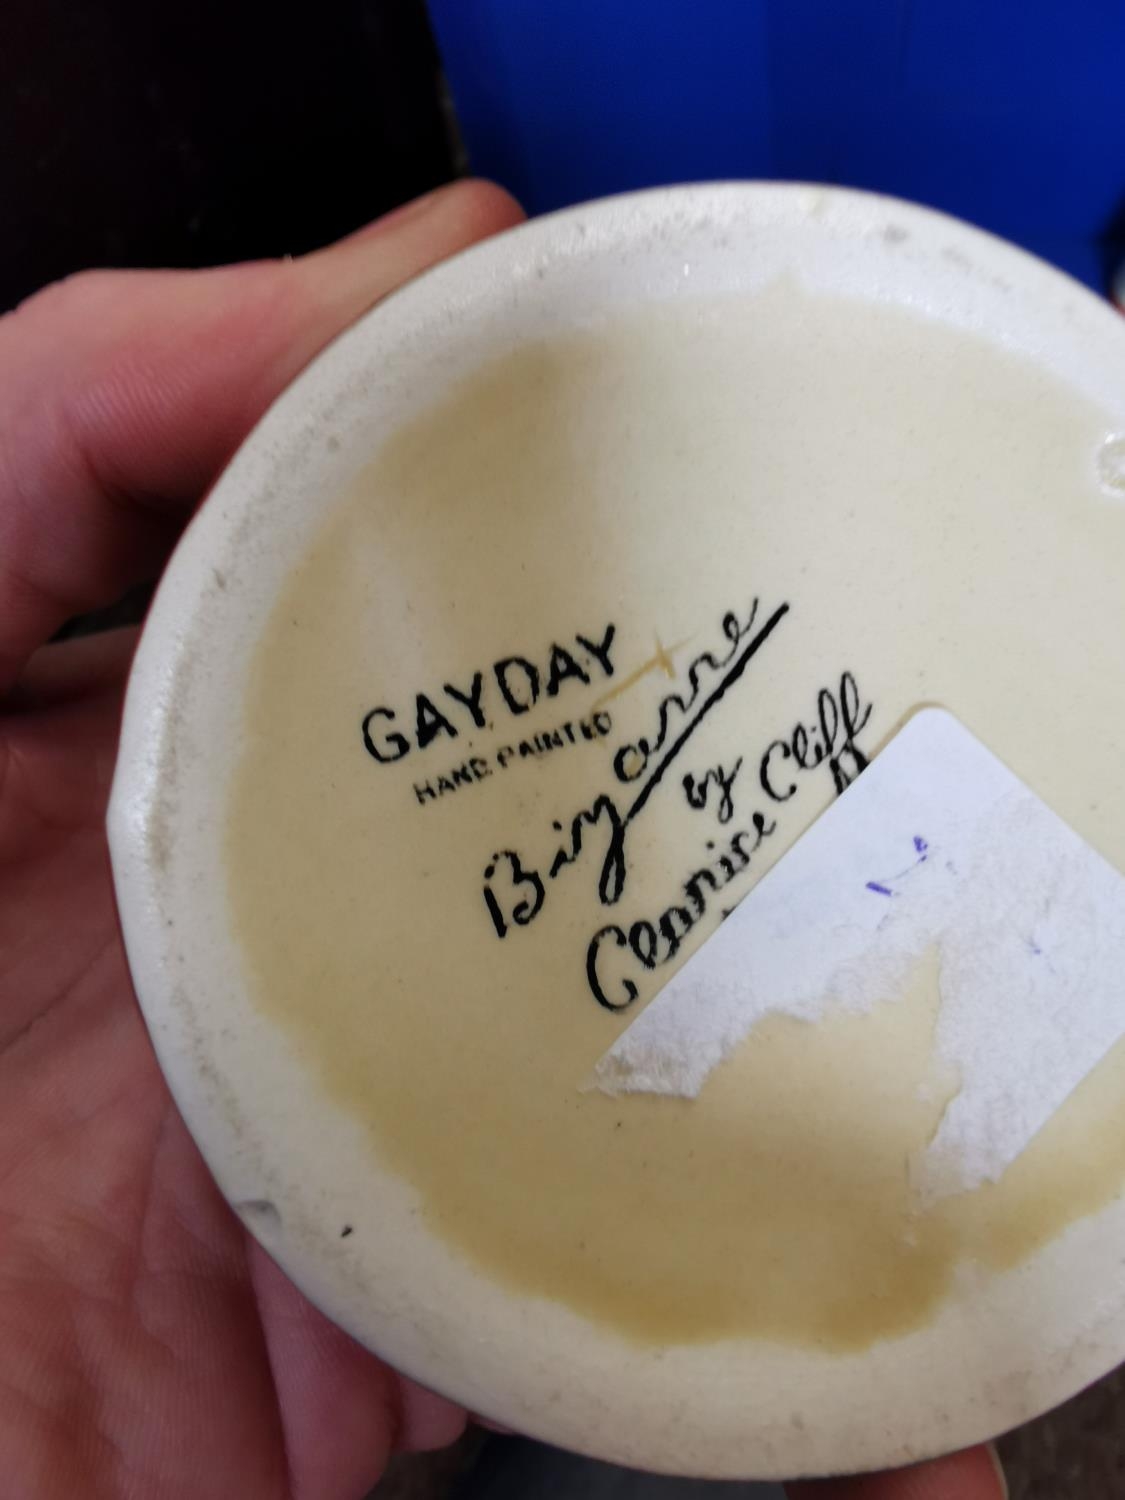 GAYDAY
HAND PAINTED
Bizarre
by
Clarice Cliff